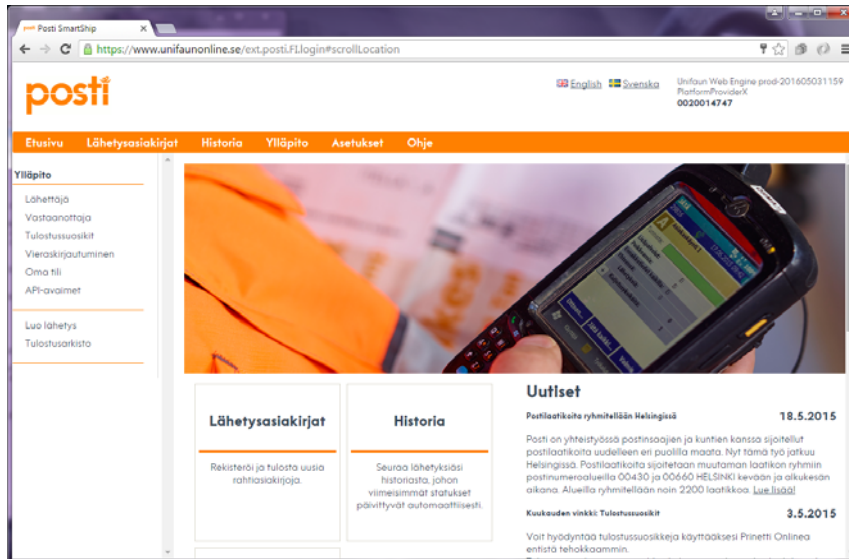 posti Posti SmartShip
https://www.unifaunonline.se/ext.posti.FI.login#scrollLocation
posti
English Svenska
Unifaun Web Engine prod-201605031159
PlatformProviderX
0020014747
Etusivu Lähetysasiakirjat Historia Ylläpito Asetukset Ohje
Ylläpito
Lähettäjä
Vastaanottaja
Tulostussuosikit
Vieraskirjautuminen
Oma tili
API-avaimet
Luo lähetys
Tulostusarkisto
Lähetysasiakirjat
Rekisteröi ja tulosta uusia
rahtiasiakirjoja.
Historia
Seuraa lähetyksiäsi
historiasta, johon
viimeisimmät statukset
päivittyvät automaattisesti.
Uutiset
Postilaatikoita ryhmitellään Helsingissä 18.5.2015
Posti on yhteistyössä postinsaajien ja kuntien kanssa sijoitellut
postilaatikoita uudelleen eri puolilla maata. Nyt tämä työ jatkuu
Helsingissä. Postilaatikoita sijoitetaan muutaman laatikon ryhmiin
postinumeroalueilla 00430 ja 00660 HELSINKI kevään ja alkukesän
aikana. Alueilla ryhmitellään noin 2200 laatikkoa. Lue lisää!
Kuukauden vinkki: Tulostussuosikit 3.5.2015
Voit hyödyntää tulostussuosikkeja käyttääksesi Prinetti Onlinea
entistä tehokkaammin.